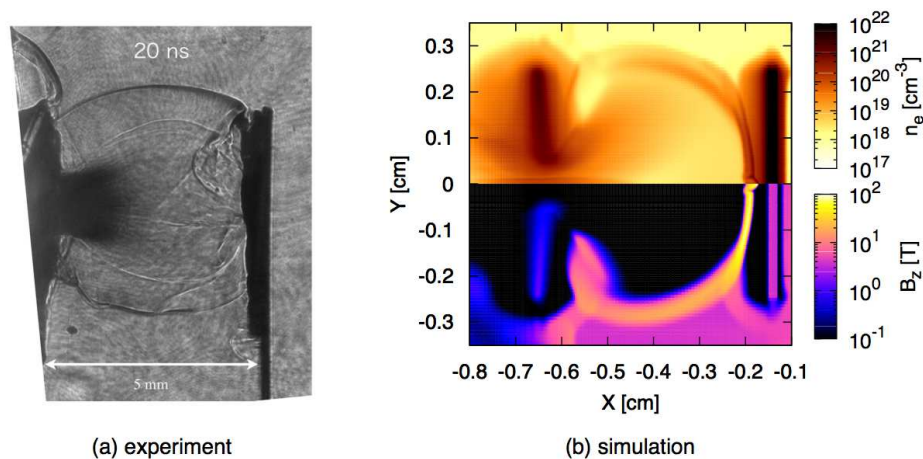 20 ns
5 mm
(a) experiment
0.3
0.2
0.1
0
-0.1
-0.2
-0.3
Y [cm]
-0.8 -0.7 -0.6 -0.5 -0.4 -0.3 -0.2 -0.1
X [cm]
10^22
10^21
10^20
10^19
10^18
10^17
n_e [cm^-3]
10^2
10^1
10^0
10^-1
B_z [T]
(b) simulation